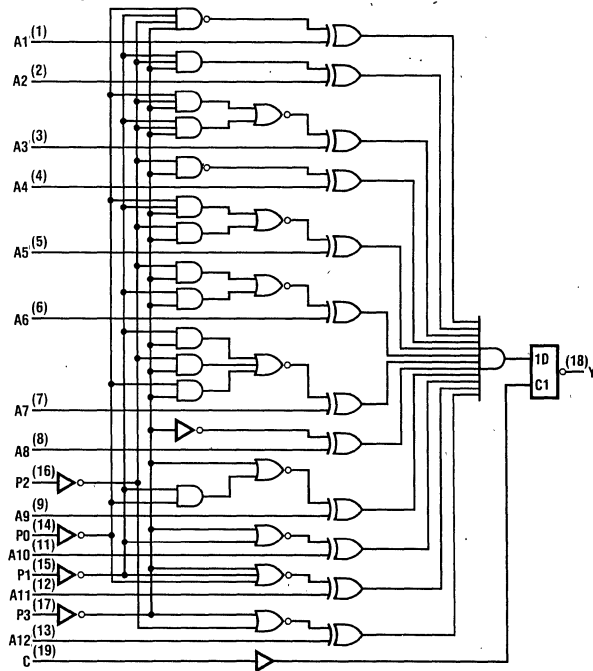 A1 (1)
A2 (2)
A3 (3)
A4 (4)
A5 (5)
A6 (6)
A7 (7)
A8 (8)
P2 (16)
A9 (9)
P0 (14)
A10 (11)
P1 (15)
A11 (12)
P3 (17)
A12 (13)
C (19)
1D
C1
(18) Y